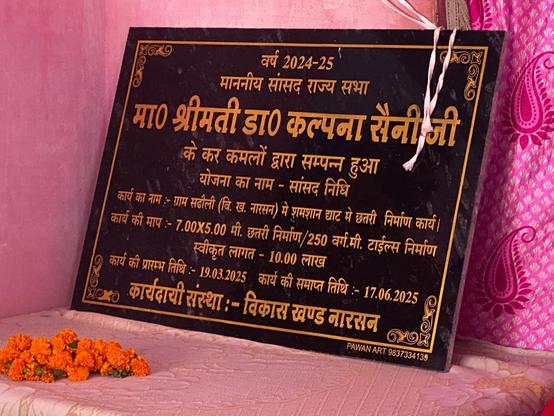 वर्ष 2024-25
माननीय सांसद राज्य सभा
मा0 श्रीमती डा0 कल्पना सैनी जी
के कर कमलों द्वारा सम्पन्न हुआ
योजना का नाम - सांसद निधि
कार्य का नाम :- ग्राम सढौली (वि. ख. नारसन) मे शमशान घाट मे छतरी निर्माण कार्य।
कार्य की माप :- 7.00X5.00 मी. छतरी निर्माण/250 वर्ग.मी. टाईल्स निर्माण
स्वीकृत लागत - 10.00 लाख
कार्य की प्रारम्भ तिथि :- 19.03.2025 कार्य की समाप्त तिथि :- 17.06.2025
कार्यदायी संस्था :- विकास खण्ड नारसन
PAWAN ART 9837334139